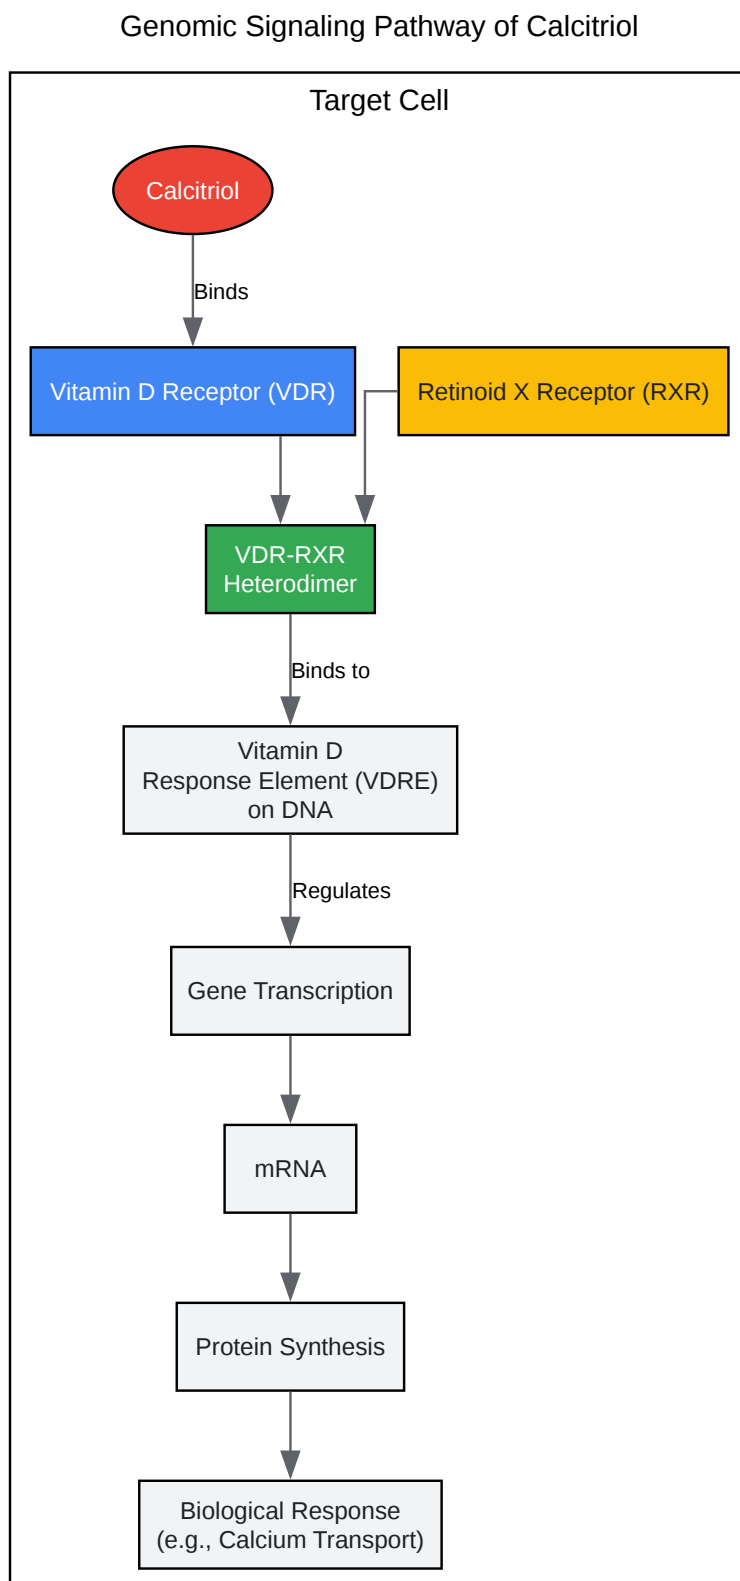 Genomic Signaling Pathway of Calcitriol
Target Cell
Calcitriol
Binds
Vitamin D Receptor (VDR)
Retinoid X Receptor (RXR)
VDR-RXR
Heterodimer
Binds to
Vitamin D
Response Element (VDRE)
on DNA
Regulates
Gene Transcription
mRNA
Protein Synthesis
Biological Response
(e.g., Calcium Transport)